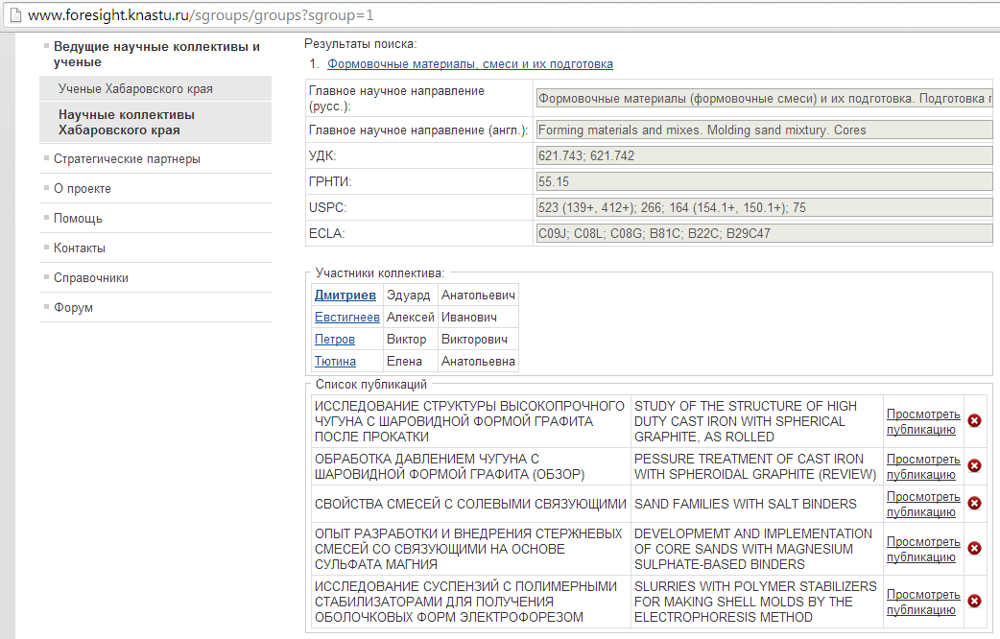 www.foresight.knastu.ru/sgroups/groups?sgroup=1
Ведущие научные коллективы и
ученые
Ученые Хабаровского края
Научные коллективы
Хабаровского края
Стратегические партнеры
О проекте
Помощь
Контакты
Справочники
Форум
Результаты поиска:
1. Формовочные материалы, смеси и их подготовка
Главное научное направление
(русс.):
Формовочные материалы (формовочные смеси) и их подготовка. Подготовка
Главное научное направление (англ.): Forming materials and mixes. Molding sand mixtury. Cores
УДК: 621.743; 621.742
ГРНТИ: 55.15
USPC: 523 (139+, 412+); 266; 164 (154.1+, 150.1+); 75
ECLA: C09J; C08L; C08G; B81C; B22C; B29C47
Участники коллектива:
Дмитриев Эдуард Анатольевич
Евстигнеев Алексей Иванович
Петров Виктор Викторович
Тютина Елена Анатольевна
Список публикаций
ИССЛЕДОВАНИЕ СТРУКТУРЫ ВЫСОКОПРОЧНОГО
ЧУГУНА С ШАРОВИДНОЙ ФОРМОЙ ГРАФИТА
ПОСЛЕ ПРОКАТКИ
STUDY OF THE STRUCTURE OF HIGH
DUTY CAST IRON WITH SPHERICAL
GRAPHITE, AS ROLLED
Просмотреть
публикацию
ОБРАБОТКА ДАВЛЕНИЕМ ЧУГУНА С
ШАРОВИДНОЙ ФОРМОЙ ГРАФИТА (ОБЗОР)
PESSURE TREATMENT OF CAST IRON
WITH SPHEROIDAL GRAPHITE (REVIEW)
Просмотреть
публикацию
СВОЙСТВА СМЕСЕЙ С СОЛЕВЫМИ СВЯЗУЮЩИМИ
SAND FAMILIES WITH SALT BINDERS
Просмотреть
публикацию
ОПЫТ РАЗРАБОТКИ И ВНЕДРЕНИЯ СТЕРЖНЕВЫХ
СМЕСЕЙ СО СВЯЗУЮЩИМИ НА ОСНОВЕ
СУЛЬФАТА МАГНИЯ
DEVELOPMEMT AND IMPLEMENTATION
OF CORE SANDS WITH MAGNESIUM
SULPHATE-BASED BINDERS
Просмотреть
публикацию
ИССЛЕДОВАНИЕ СУСПЕНЗИЙ С ПОЛИМЕРНЫМИ
СТАБИЛИЗАТОРАМИ ДЛЯ ПОЛУЧЕНИЯ
ОБОЛОЧКОВЫХ ФОРМ ЭЛЕКТРОФОРЕЗОМ
SLURRIES WITH POLYMER STABILIZERS
FOR MAKING SHELL MOLDS BY THE
ELECTROPHORESIS METHOD
Просмотреть
публикацию